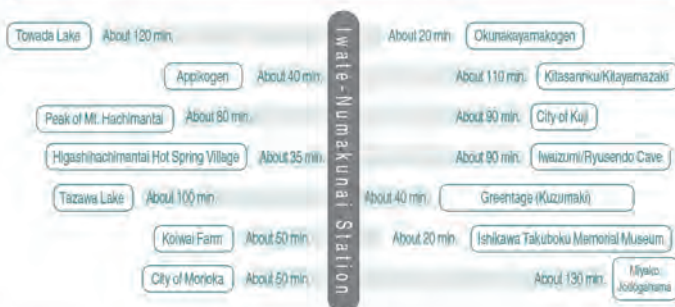 Towada Lake About 120 min.
Appikogen About 40 min.
Peak of Mt. Hachimantai About 80 min.
Higashihachimantai Hot Spring Village About 35 min.
Tazawa Lake About 100 min.
Koiwai Farm About 50 min.
City of Morioka About 50 min.
Iwate-Numakunai Station
About 20 min. Okunakayamakogen
About 110 min. Kitasanriku/Kitayamazaki
About 90 min. City of Kuji
About 90 min. Iwaizumi/Ryusendo Cave
About 40 min. Greentage (Kuzumaki)
About 20 min. Ishikawa Takuboku Memorial Museum
About 130 min. Miyako
Jodogahama